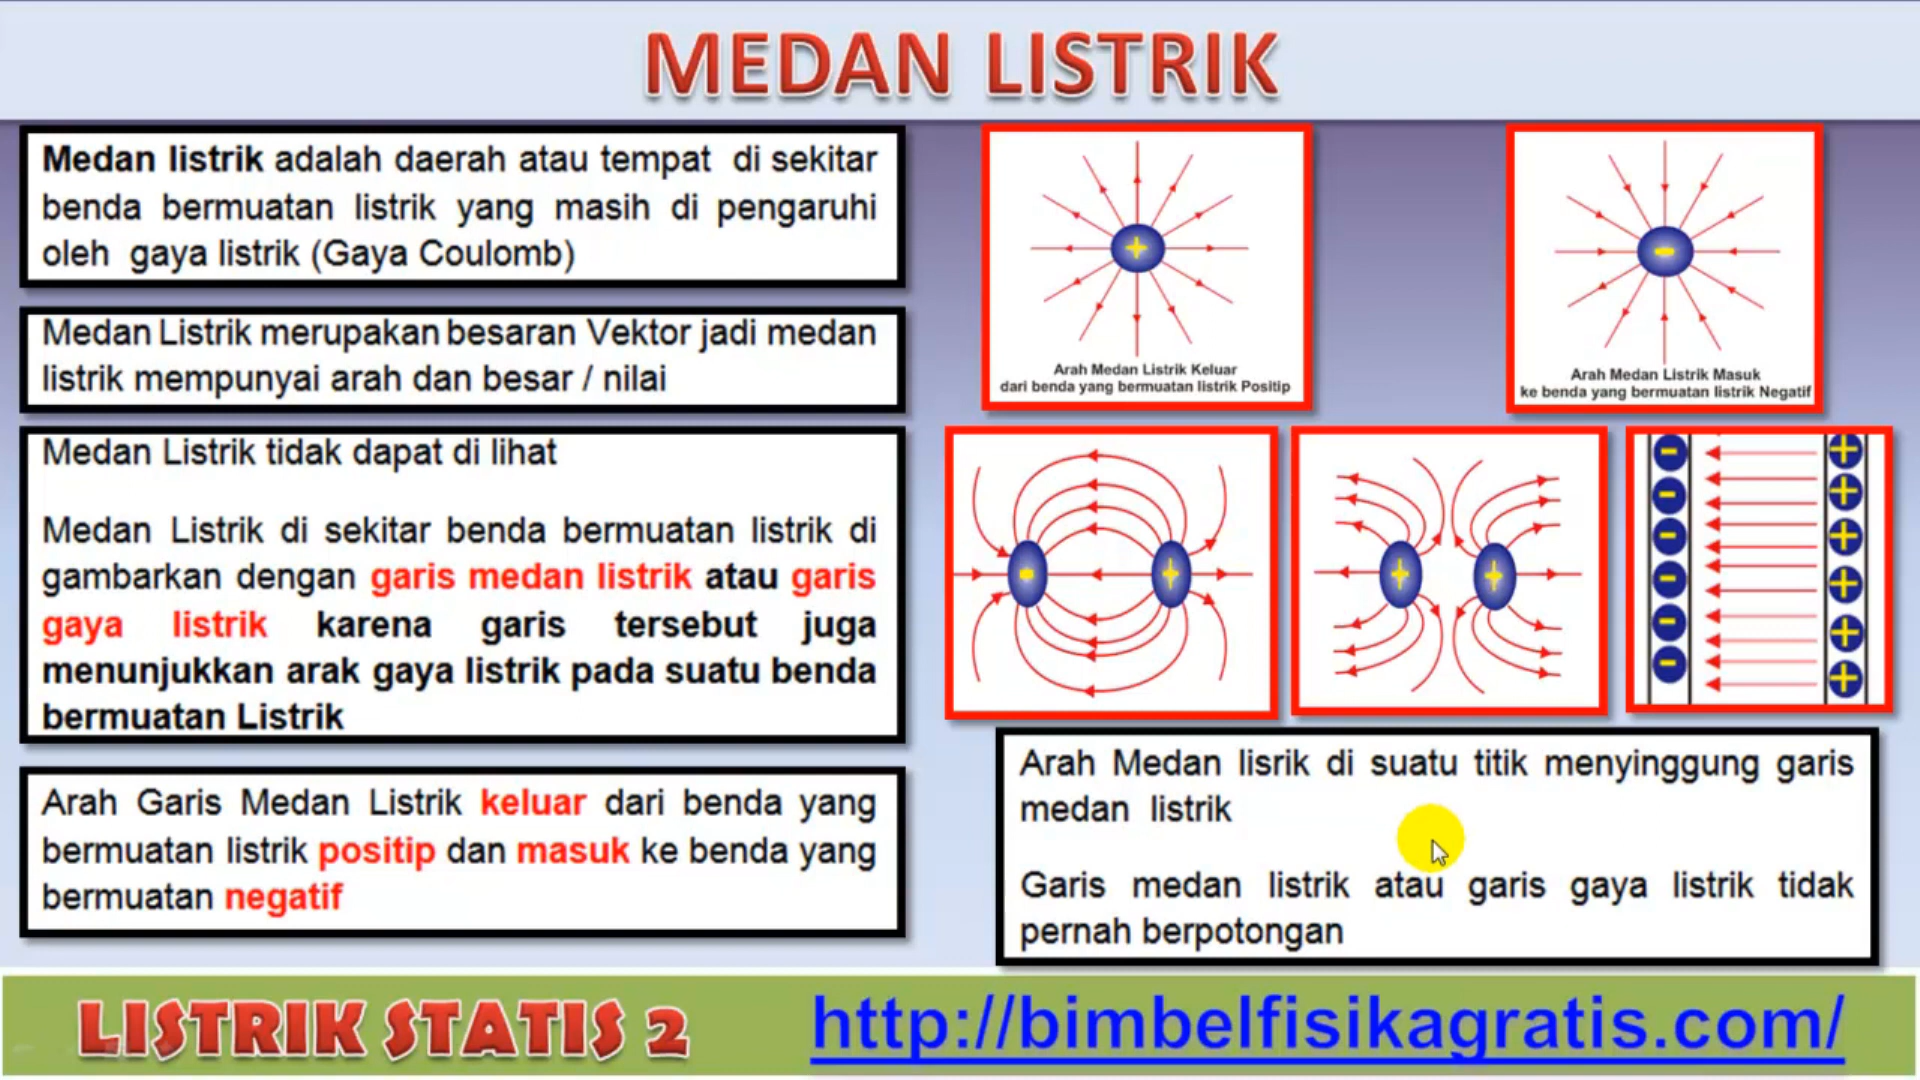 MEDAN LISTRIK
Medan listrik adalah daerah atau tempat di sekitar
benda bermuatan listrik yang masih di pengaruhi
oleh gaya listrik (Gaya Coulomb)
Medan Listrik merupakan besaran Vektor jadi medan
listrik mempunyai arah dan besar / nilai
Medan Listrik tidak dapat di lihat
Medan Listrik di sekitar benda bermuatan listrik di
gambarkan dengan garis medan listrik atau garis
gaya listrik karena garis tersebut juga
menunjukkan arak gaya listrik pada suatu benda
bermuatan Listrik
Arah Garis Medan Listrik keluar dari benda yang
bermuatan listrik positip dan masuk ke benda yang
bermuatan negatif
+
Arah Medan Listrik Keluar
dari benda yang bermuatan listrik Positip
-
Arah Medan Listrik Masuk
ke benda yang bermuatan listrik Negatif
- +
+ +
- +
- +
- +
- +
- +
- +
Arah Medan lisrik di suatu titik menyinggung garis
medan listrik
Garis medan listrik atau garis gaya listrik tidak
pernah berpotongan
LISTRIK STATIS 2
http://bimbelfisikagratis.com/